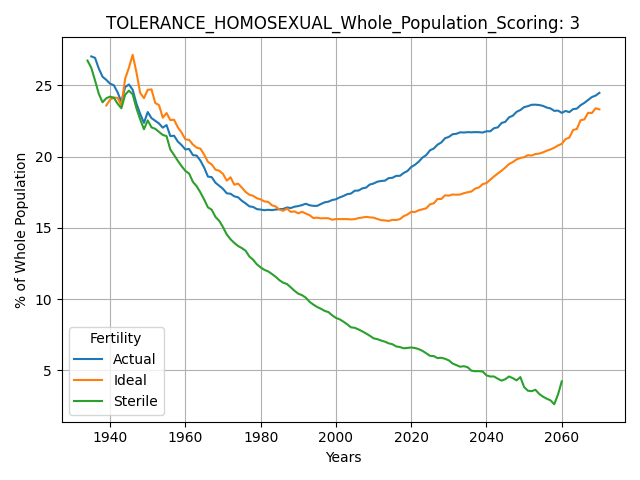 TOLERANCE_HOMOSEXUAL_Whole_Population_Scoring: 3
% of Whole Population
25
20
15
10
5
Fertility
Actual
Ideal
Sterile
1940 1960 1980 2000 2020 2040 2060
Years